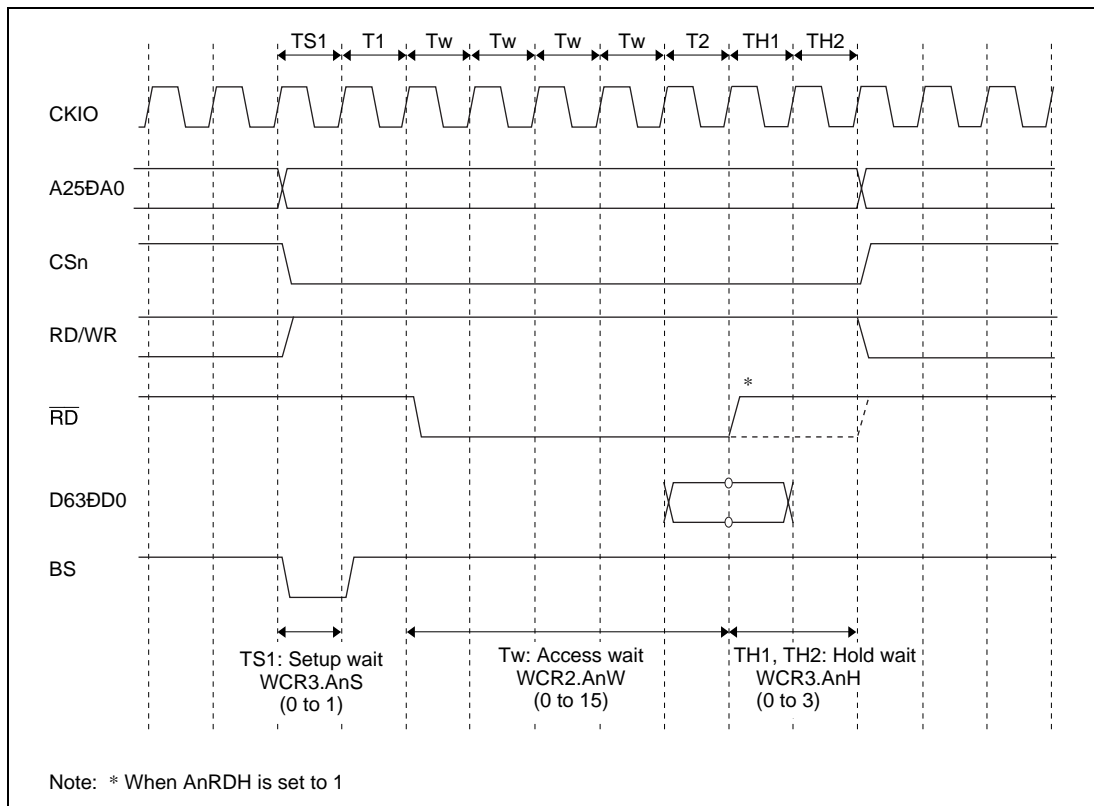 TS1 T1 Tw Tw Tw Tw T2 TH1 TH2
CKIO
A25ÐA0
CSn
RD/WR
*
RD
D63ÐD0
BS
TS1: Setup wait
WCR3.AnS
(0 to 1)
Tw: Access wait
WCR2.AnW
(0 to 15)
TH1, TH2: Hold wait
WCR3.AnH
(0 to 3)
Note: * When AnRDH is set to 1